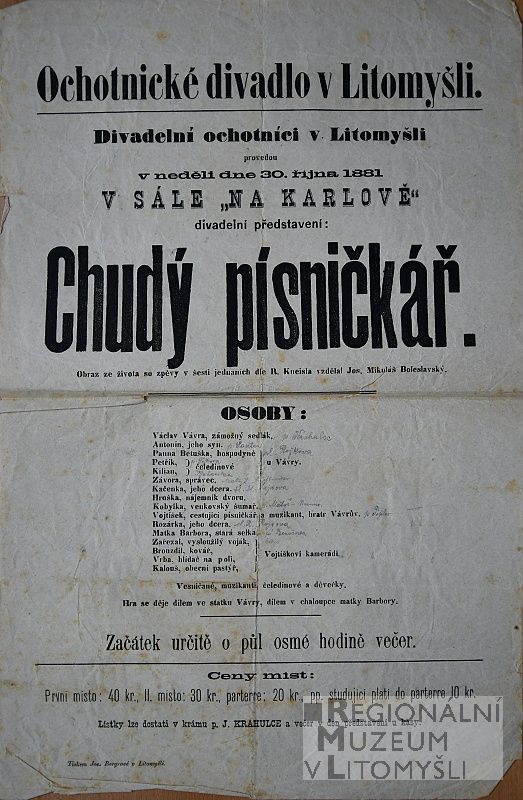 Ochotnické divadlo v Litomyšli.
Divadelní ochotníci v Litomyšli
provedou
v neděli dne 30. října 1881
V SÁLE „NA KARLOVĚ“
divadelní představení:
Chudý písničkář.
Obraz ze života se zpěvy v šesti jednáních dle R. Kneisla vzdělal Jos. Mikuláš Boleslavský.
OSOBY:
Václav Vávra, zámožný sedlák, p. Krahulec
Antonín, jeho syn,
Panna Bětuška, hospodyně
Petřík, } čeledínové } u Vávry.
Kilian,
Závora, správec,
Kačenka, jeho dcera,
Hruška, nájemník dvoru,
Kobylka, venkovský šumař,
Vojtíšek, cestující písničkář a muzikant, bratr Vávrův,
Rozárka, jeho dcera,
Matka Barbora, stará selka,
Zařezal, vysloužilý voják,
Bronzdil, kovář,
Vrba, hlídač na poli, } Vojtíškovi kamerádi.
Kalouš, obecní pastýř,
Vesničané, muzikanti, čeledínové a děvečky.
Hra se děje dílem ve statku Vávry, dílem v chaloupce matky Barbory.
Začátek určitě o půl osmé hodině večer.
Ceny míst:
První místo: 40 kr., II. místo: 30 kr., parterre: 20 kr., pp. studující platí do parterre 10 kr.
Lístky lze dostati v krámu p. J. KRAHULCE a večer v den představení u kasy.
Tiskem Jos. Bergrové v Litomyšli.
REGIONÁLNÍ
MUZEUM
V LITOMYŠLI